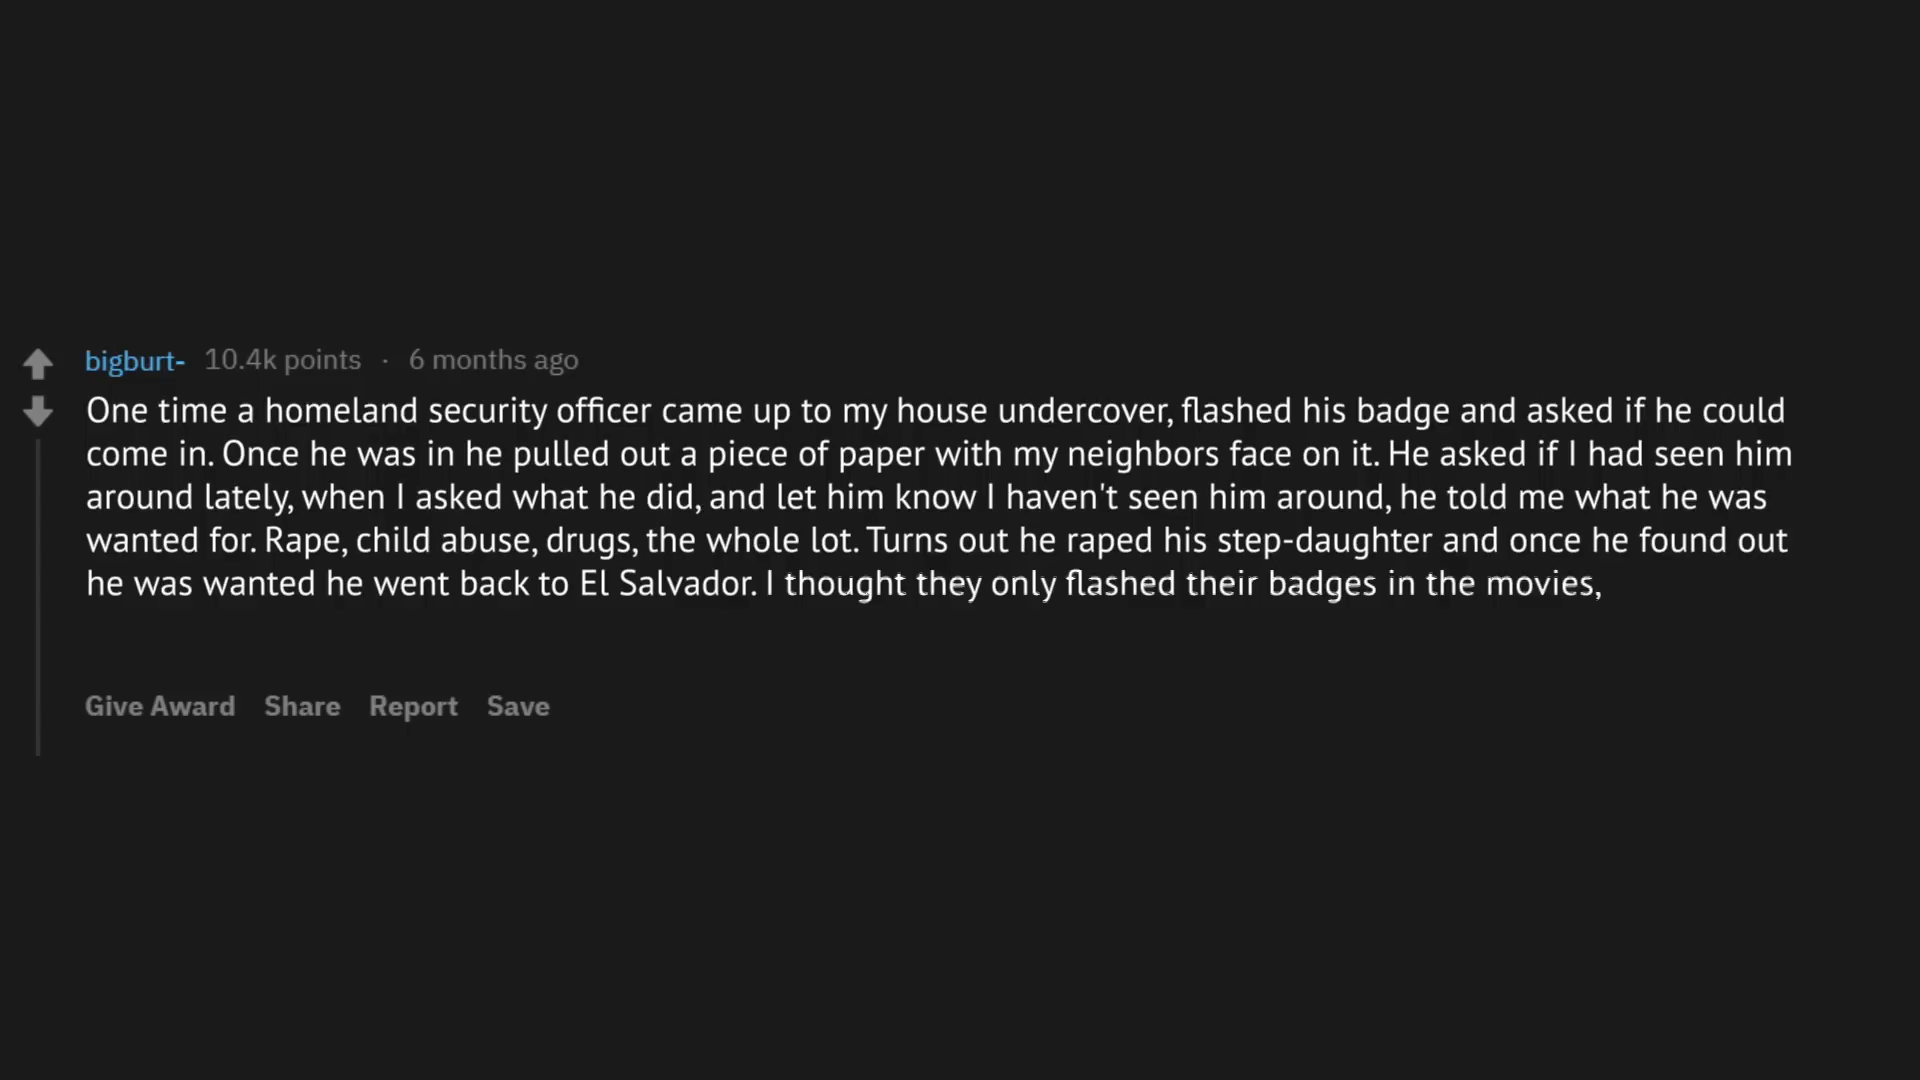 bigburt- 10.4k points · 6 months ago
One time a homeland security officer came up to my house undercover, flashed his badge and asked if he could
come in. Once he was in he pulled out a piece of paper with my neighbors face on it. He asked if I had seen him
around lately, when I asked what he did, and let him know I haven't seen him around, he told me what he was
wanted for. Rape, child abuse, drugs, the whole lot. Turns out he raped his step-daughter and once he found out
he was wanted he went back to El Salvador. I thought they only flashed their badges in the movies,
Give Award Share Report Save